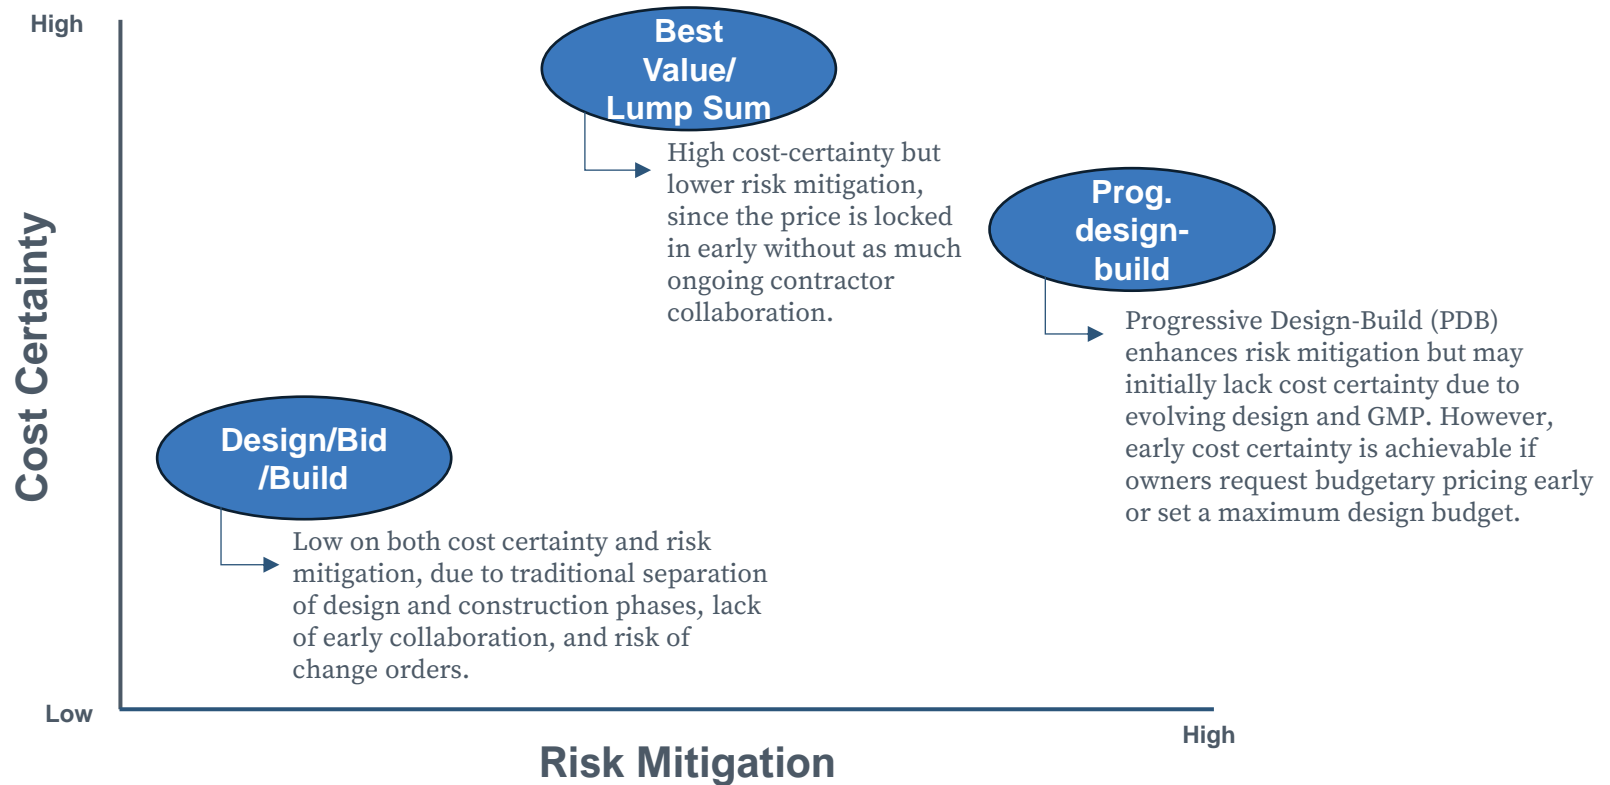 High
Cost Certainty
Low
Best
Value/
Lump Sum
High cost-certainty but
lower risk mitigation,
since the price is locked
in early without as much
ongoing contractor
collaboration.
Prog.
design-
build
Progressive Design-Build (PDB)
enhances risk mitigation but may
initially lack cost certainty due to
evolving design and GMP. However,
early cost certainty is achievable if
owners request budgetary pricing early
or set a maximum design budget.
Design/Bid
/Build
Low on both cost certainty and risk
mitigation, due to traditional separation
of design and construction phases, lack
of early collaboration, and risk of
change orders.
High
Risk Mitigation